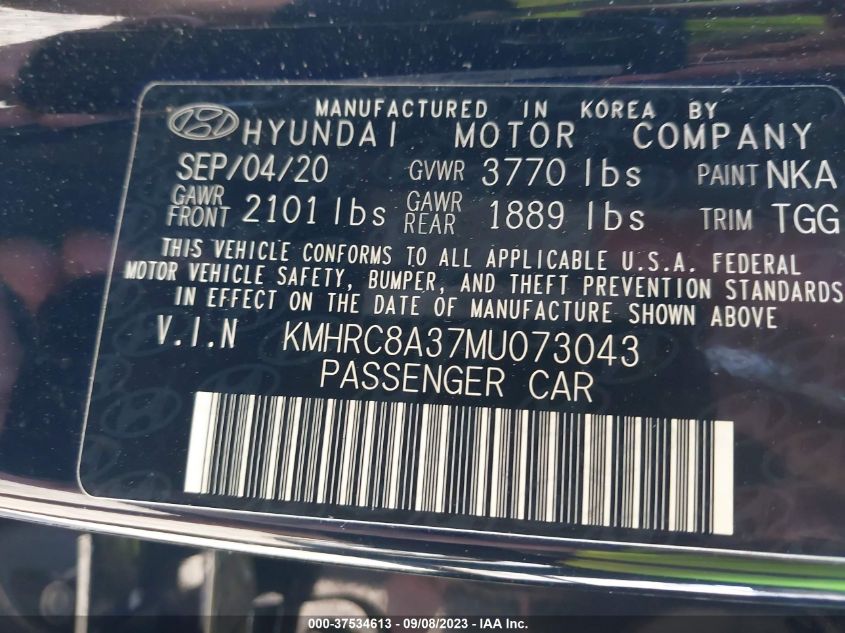 MANUFACTURED IN KOREA BY
HYUNDAI MOTOR COMPANY
SEP/04/20 GVWR 3770 lbs PAINT NKA
GAWR FRONT 2101 lbs GAWR REAR 1889 lbs TRIM TGG
THIS VEHICLE CONFORMS TO ALL APPLICABLE U.S.A. FEDERAL
MOTOR VEHICLE SAFETY, BUMPER, AND THEFT PREVENTION STANDARDS
IN EFFECT ON THE DATE OF MANUFACTURE SHOWN ABOVE
V.I.N KMHRC8A37MU073043
PASSENGER CAR
000-37534613 - 09/08/2023 - IAA Inc.